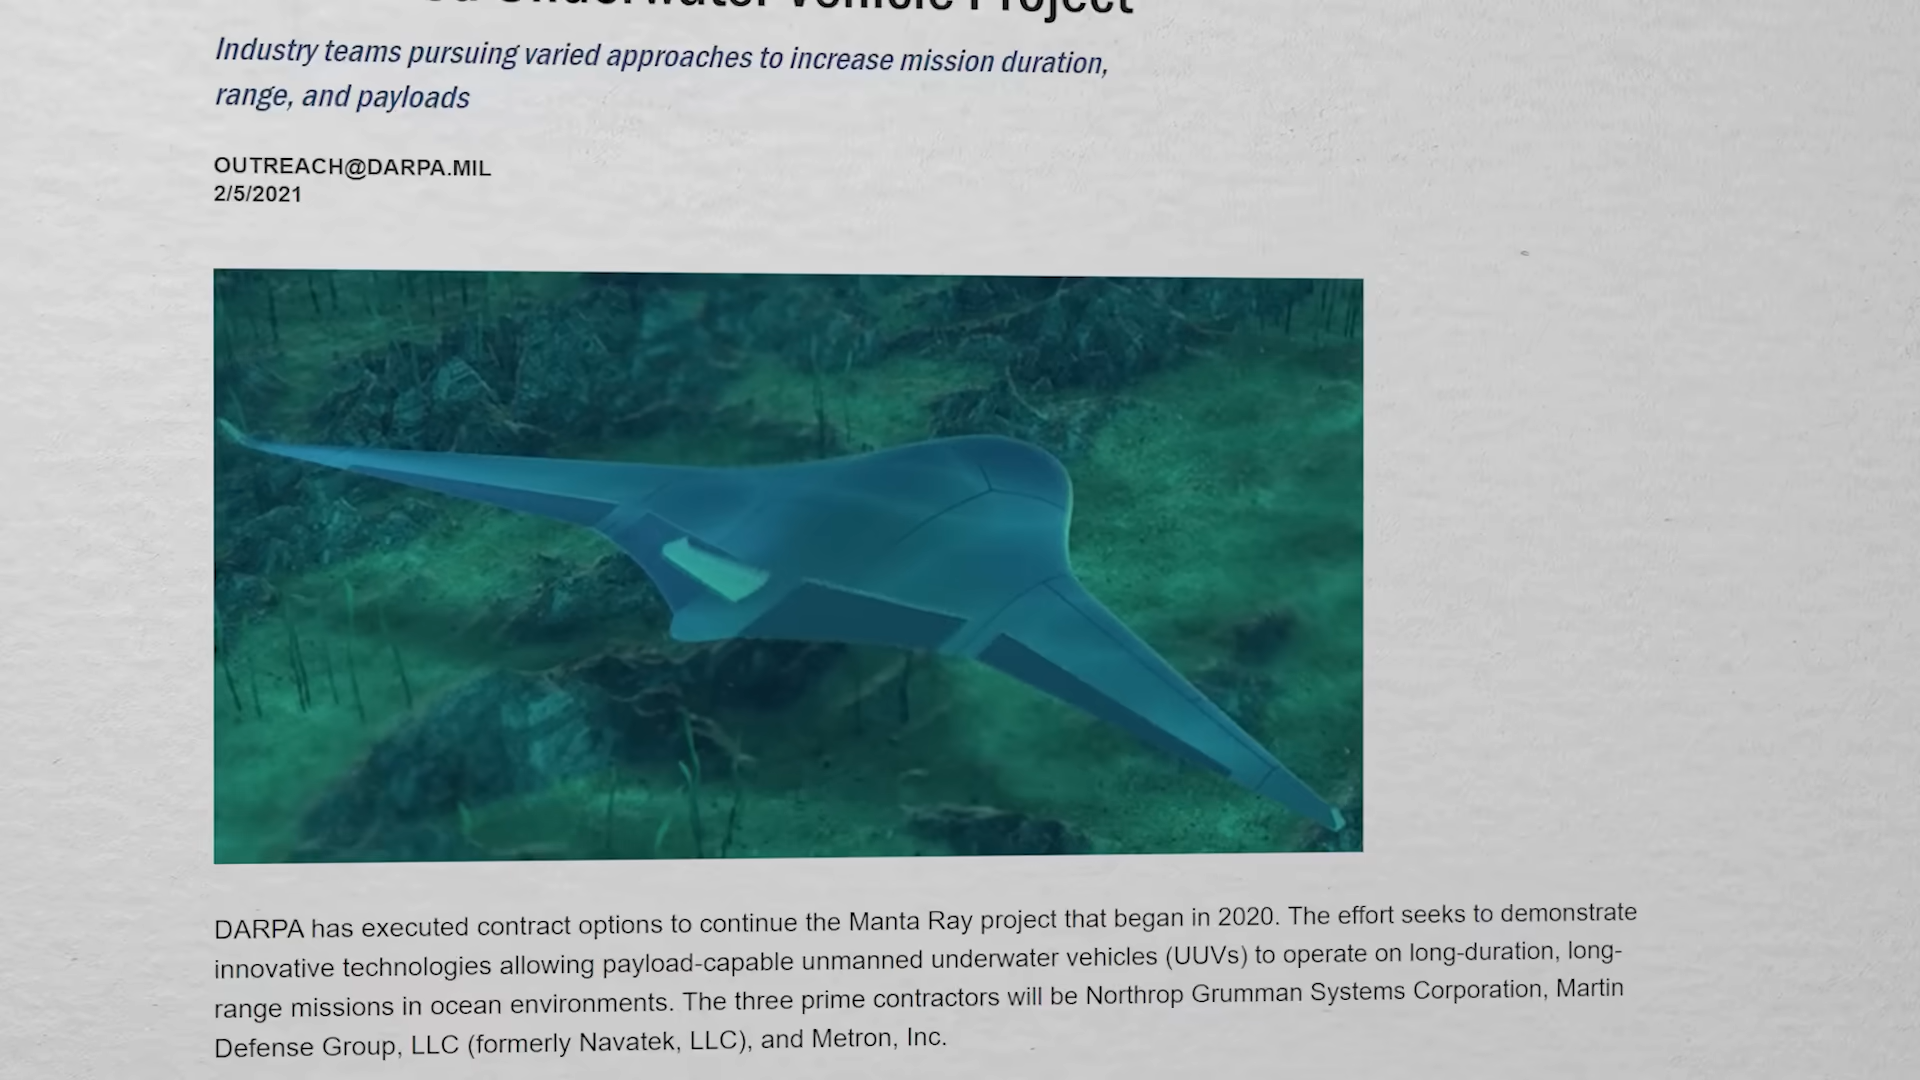 Underwater Vehicle Project
Industry teams pursuing varied approaches to increase mission duration,
range, and payloads
OUTREACH@DARPA.MIL
2/5/2021
DARPA has executed contract options to continue the Manta Ray project that began in 2020. The effort seeks to demonstrate
innovative technologies allowing payload-capable unmanned underwater vehicles (UUVs) to operate on long-duration, long-
range missions in ocean environments. The three prime contractors will be Northrop Grumman Systems Corporation, Martin
Defense Group, LLC (formerly Navatek, LLC), and Metron, Inc.